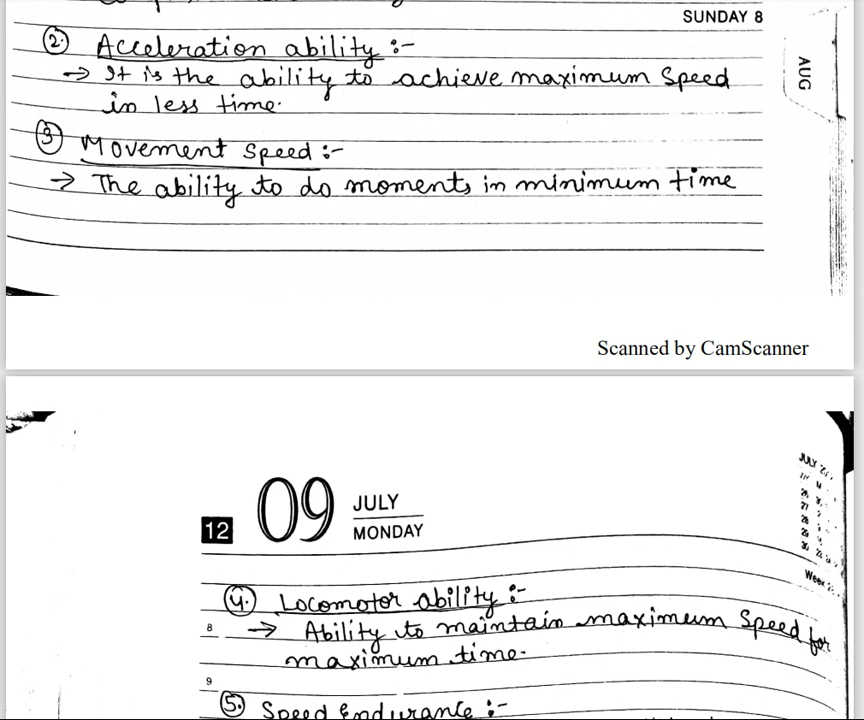 SUNDAY 8
② Acceleration ability :-
→ It is the ability to achieve maximum Speed
in less time.
AUG
③ Movement Speed :-
→ The ability to do moments in minimum time
Scanned by CamScanner
12 09 JULY
MONDAY
④. Locomotor ability :-
8 → Ability to maintain maximum Speed for
maximum time.
9
⑤. Speed Endurance :-